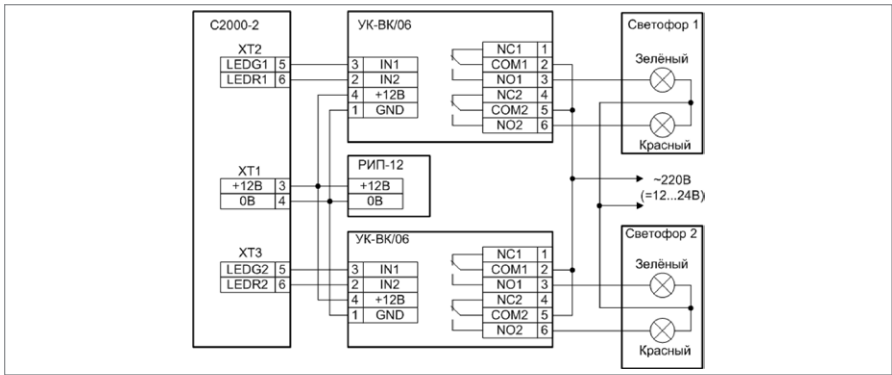 С2000-2
УК-ВК/06
Светофор 1
XT2
LEDG1 5
LEDR1 6
3 IN1
2 IN2
4 +12В
1 GND
NC1 1
COM1 2
NO1 3
NC2 4
COM2 5
NO2 6
Зелёный
Красный
XT1
+12В 3
0В 4
РИП-12
+12В
0В
~220В
(=12...24В)
УК-ВК/06
Светофор 2
XT3
LEDG2 5
LEDR2 6
3 IN1
2 IN2
4 +12В
1 GND
NC1 1
COM1 2
NO1 3
NC2 4
COM2 5
NO2 6
Зелёный
Красный